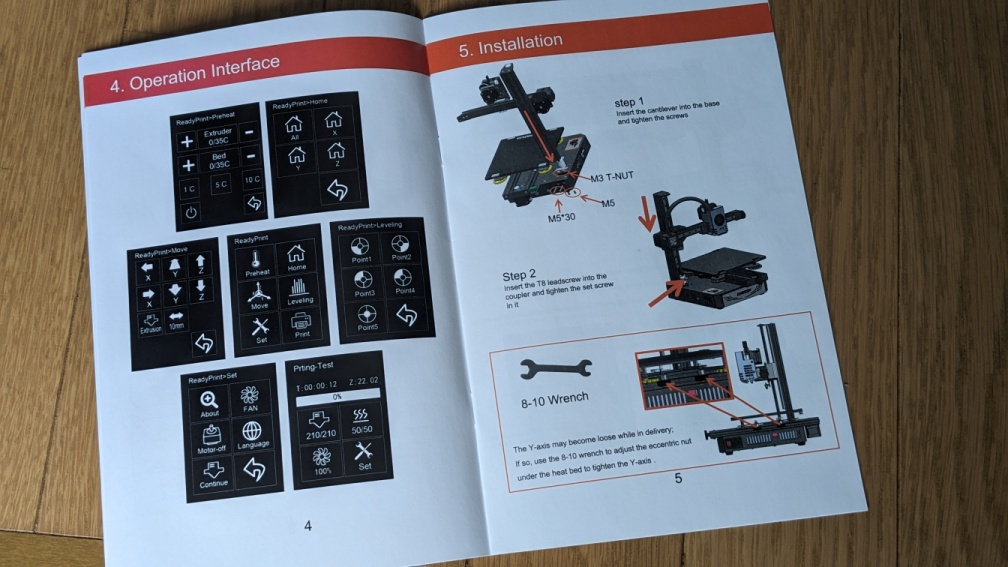 4. Operation Interface
ReadyPrint>Preheat
Extruder
0/35C
Bed
0/35C
1 C
5 C
10 C
ReadyPrint>Home
All
X
Y
Z
ReadyPrint>Move
X
Y
Z
X
Y
Z
Extrusion
10mm
ReadyPrint
Preheat
Home
Move
Leveling
Set
Print
ReadyPrint>Leveling
Point1
Point2
Point3
Point4
Point5
ReadyPrint>Set
About
FAN
Motor-off
Language
Continue
Prting-Test
T:00:00:12 Z:22.02
0%
210/210
50/50
100%
Set
4
5. Installation
step 1
Insert the cantilever into the base
and tighten the screws
M3 T-NUT
M5
M5*30
Step 2
Insert the T8 leadscrew into the
coupler and tighten the set screw
in it
8-10 Wrench
The Y-axis may become loose while in delivery;
If so, use the 8-10 wrench to adjust the eccentric nut
under the heat bed to tighten the Y-axis .
5